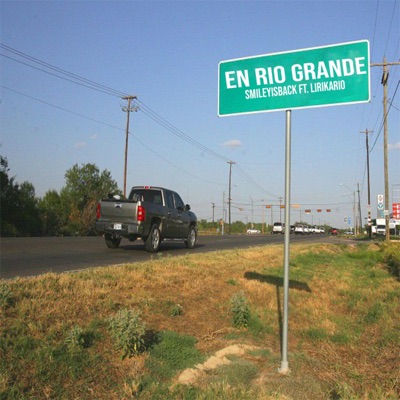 EN RIO GRANDE
SMILEYISBACK FT. LIRIKARIO